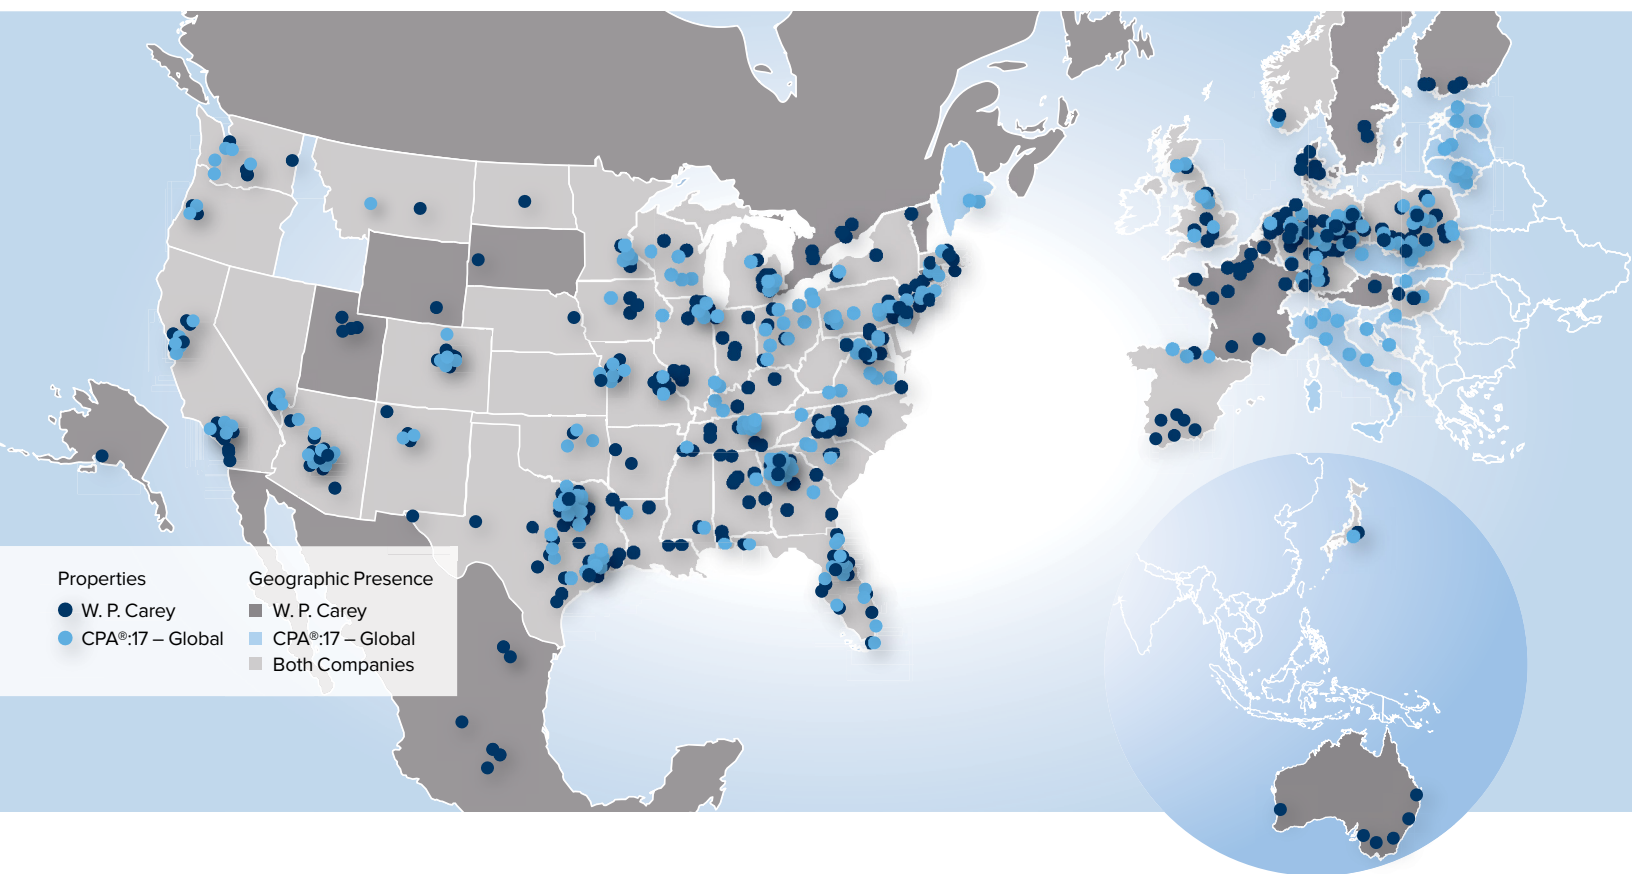 Properties
W. P. Carey
CPA®:17 – Global
Geographic Presence
W. P. Carey
CPA®:17 – Global
Both Companies